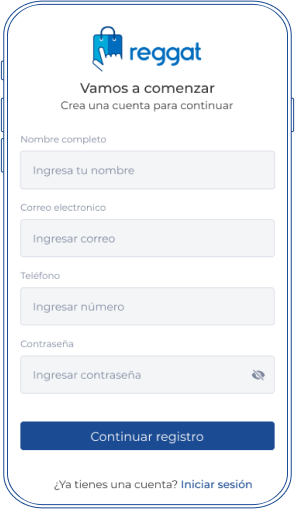 reggat
Vamos a comenzar
Crea una cuenta para continuar
Nombre completo
Ingresa tu nombre
Correo electronico
Ingresar correo
Teléfono
Ingresar número
Contraseña
Ingresar contraseña
Continuar registro
¿Ya tienes una cuenta? Iniciar sesión